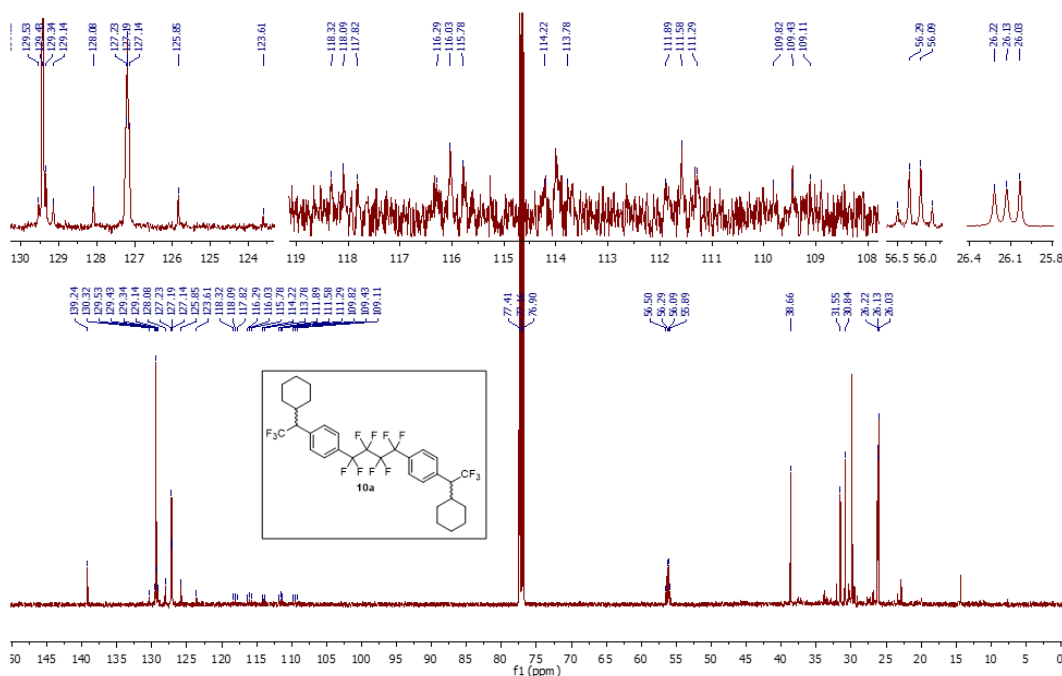 129.53 129.43 129.34 129.14 128.08 127.23 127.19 127.14 125.85 123.61 118.32 118.09 117.82 116.29 116.03 115.78 114.22 113.78 111.89 111.58 111.29 109.82 109.43 109.11 56.29 56.09 26.22 26.13 26.03
130 129 128 127 126 125 124 119 118 117 116 115 114 113 112 111 110 109 108 56.5 56.0 26.4 26.1 25.8
139.24 130.32 129.53 129.43 129.34 129.14 128.08 127.23 127.19 127.14 125.85 123.61 118.32 118.09 117.82 116.29 116.03 115.78 114.22 113.78 111.89 111.58 111.29 109.82 109.43 109.11 77.41 76.90 56.50 56.29 56.09 55.89 38.66 31.55 30.84 26.22 26.13 26.03
F F F F
F₃C
F F F F
CF₃
10a
50 145 140 135 130 125 120 115 110 105 100 95 90 85 80 75 70 65 60 55 50 45 40 35 30 25 20 15 10 5 0
f1 (ppm)